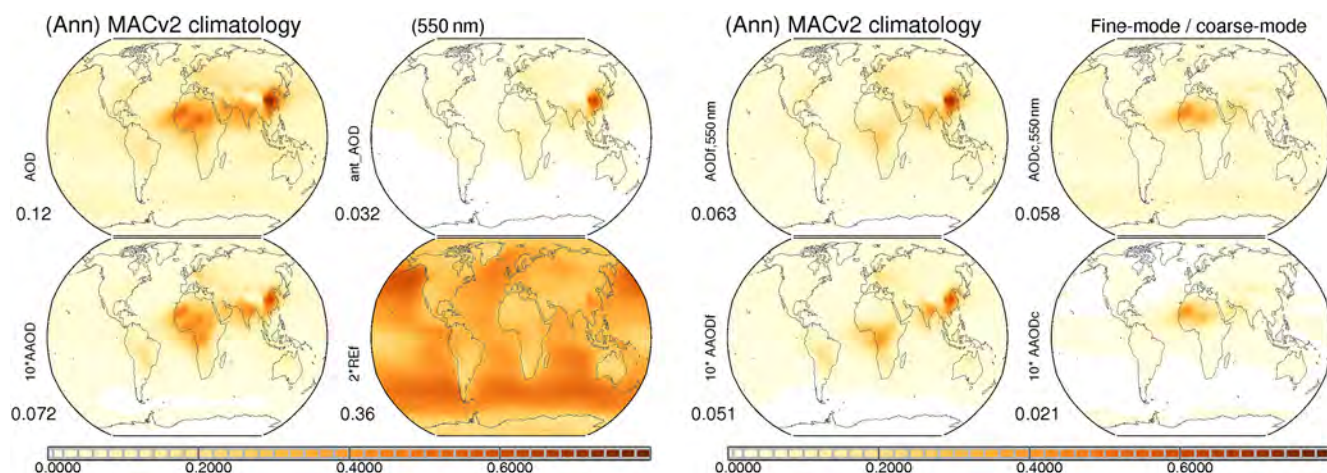 (Ann) MACv2 climatology (550 nm)
AOD
0.12
ant_AOD
0.032
10*AAOD
0.072
2*REf
0.36
0.0000 0.2000 0.4000 0.6000
(Ann) MACv2 climatology Fine-mode / coarse-mode
AODf,550nm
0.063
AODc,550nm
0.058
10* AAODf
0.051
10* AAODc
0.021
0.0000 0.2000 0.4000 0.6000